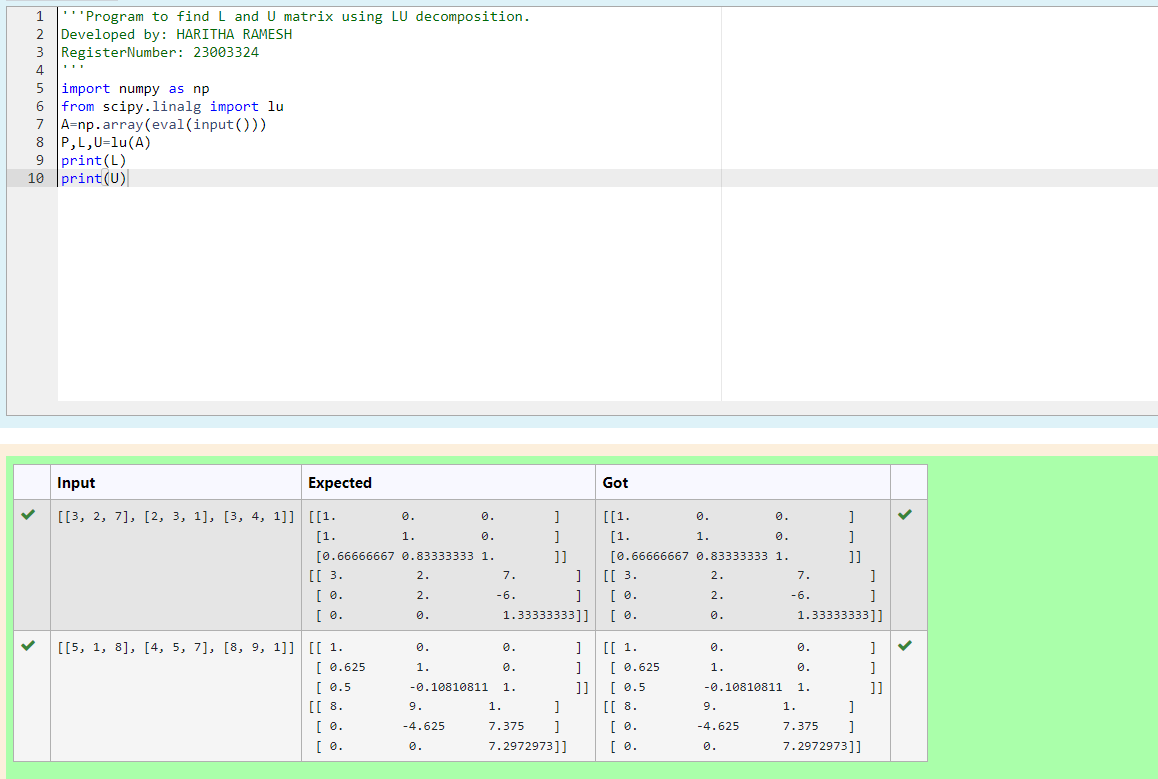 1 '''Program to find L and U matrix using LU decomposition.
2 Developed by: HARITHA RAMESH
3 RegisterNumber: 23003324
4 '''
5 import numpy as np
6 from scipy.linalg import lu
7 A=np.array(eval(input()))
8 P,L,U=lu(A)
9 print(L)
10 print(U)
Input Expected Got
[[3, 2, 7], [2, 3, 1], [3, 4, 1]] [[1. 0. 0. ] [[1. 0. 0. ]
[1. 1. 0. ] [1. 1. 0. ]
[0.66666667 0.83333333 1. ]] [0.66666667 0.83333333 1. ]]
[[ 3. 2. 7. ] [[ 3. 2. 7. ]
[ 0. 2. -6. ] [ 0. 2. -6. ]
[ 0. 0. 1.33333333]] [ 0. 0. 1.33333333]]
[[5, 1, 8], [4, 5, 7], [8, 9, 1]] [[ 1. 0. 0. ] [[ 1. 0. 0. ]
[ 0.625 1. 0. ] [ 0.625 1. 0. ]
[ 0.5 -0.10810811 1. ]] [ 0.5 -0.10810811 1. ]]
[[ 8. 9. 1. ] [[ 8. 9. 1. ]
[ 0. -4.625 7.375 ] [ 0. -4.625 7.375 ]
[ 0. 0. 7.2972973]] [ 0. 0. 7.2972973]]